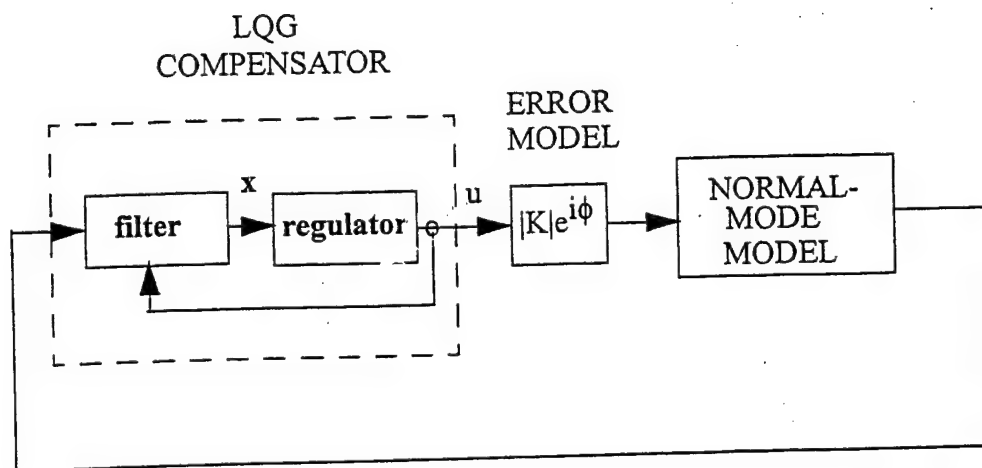 LQG
COMPENSATOR
ERROR
MODEL
x
u
filter
regulator
|K|e^{iϕ}
NORMAL-
MODE
MODEL